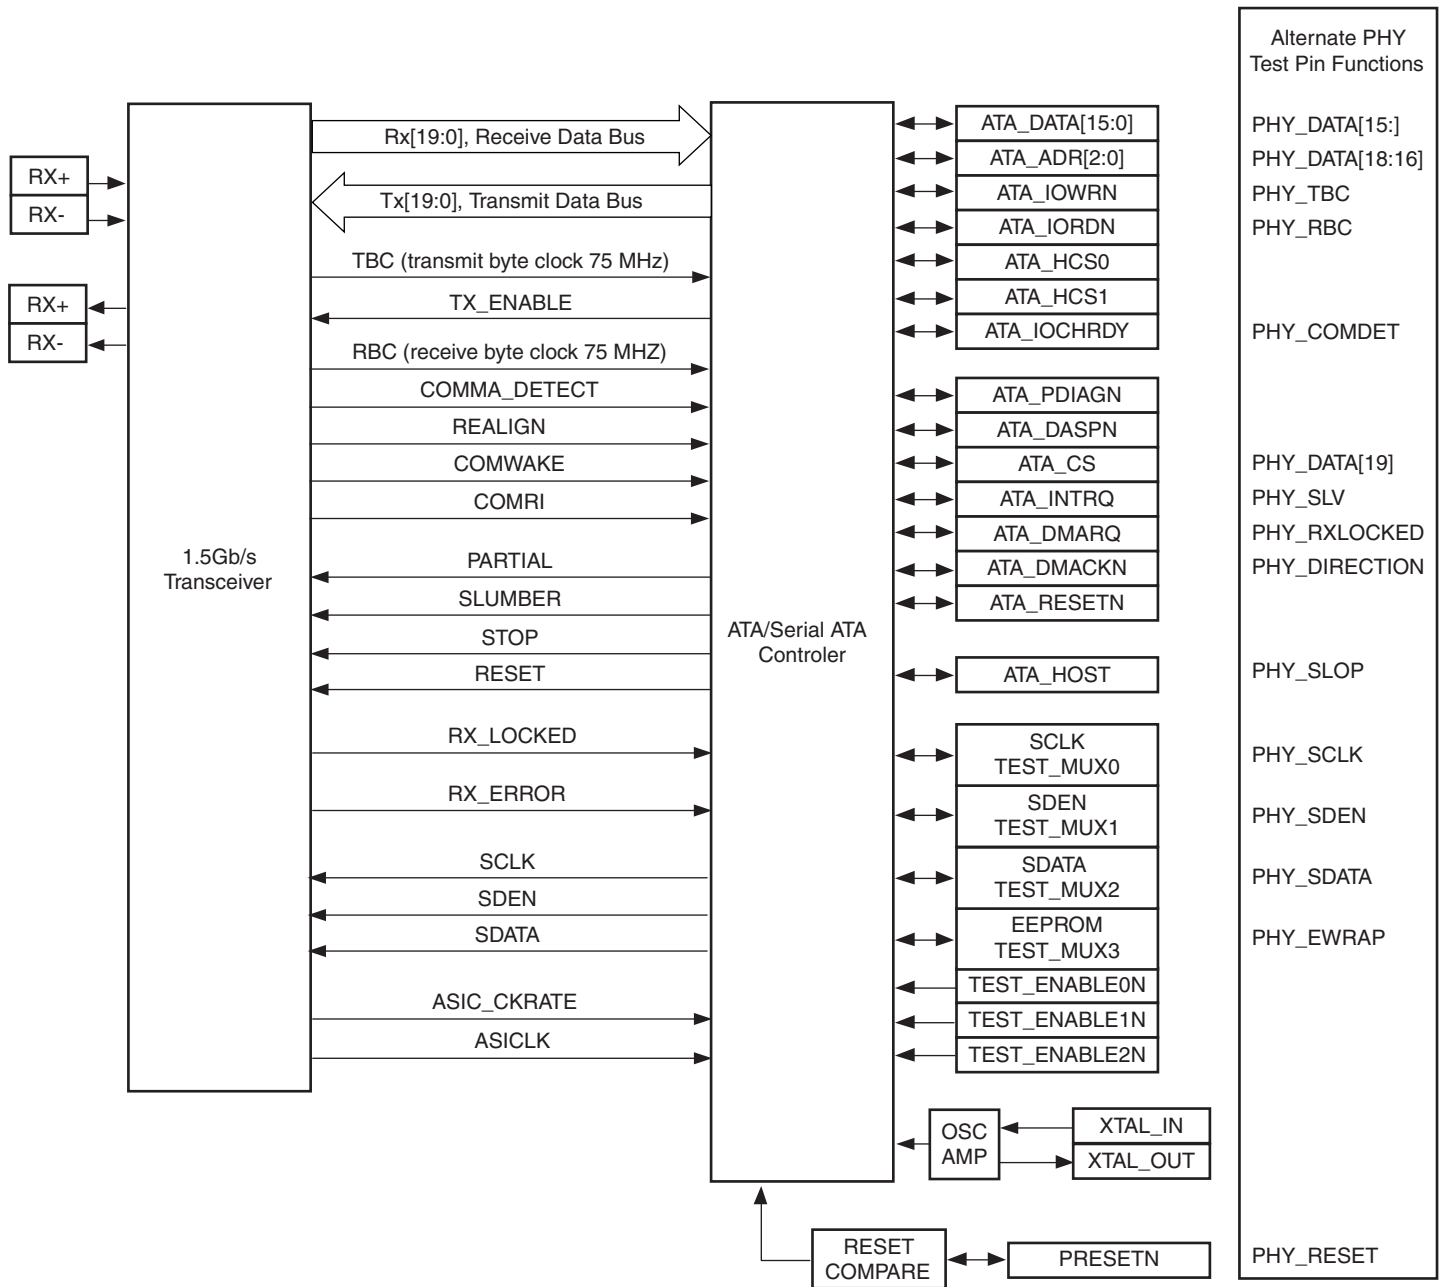 Alternate PHY
Test Pin Functions
RX+
RX-
RX+
RX-
1.5Gb/s
Transceiver
Rx[19:0], Receive Data Bus
Tx[19:0], Transmit Data Bus
TBC (transmit byte clock 75 MHz)
TX_ENABLE
RBC (receive byte clock 75 MHZ)
COMMA_DETECT
REALIGN
COMWAKE
COMRI
PARTIAL
SLUMBER
STOP
RESET
RX_LOCKED
RX_ERROR
SCLK
SDEN
SDATA
ASIC_CKRATE
ASICLK
ATA/Serial ATA
Controler
ATA_DATA[15:0]
ATA_ADR[2:0]
ATA_IOWRN
ATA_IORDN
ATA_HCS0
ATA_HCS1
ATA_IOCHRDY
ATA_PDIAGN
ATA_DASPN
ATA_CS
ATA_INTRQ
ATA_DMARQ
ATA_DMACKN
ATA_RESETN
ATA_HOST
SCLK
TEST_MUX0
SDEN
TEST_MUX1
SDATA
TEST_MUX2
EEPROM
TEST_MUX3
TEST_ENABLE0N
TEST_ENABLE1N
TEST_ENABLE2N
OSC
AMP
XTAL_IN
XTAL_OUT
RESET
COMPARE
PRESETN
PHY_DATA[15:]
PHY_DATA[18:16]
PHY_TBC
PHY_RBC
PHY_COMDET
PHY_DATA[19]
PHY_SLV
PHY_RXLOCKED
PHY_DIRECTION
PHY_SLOP
PHY_SCLK
PHY_SDEN
PHY_SDATA
PHY_EWRAP
PHY_RESET